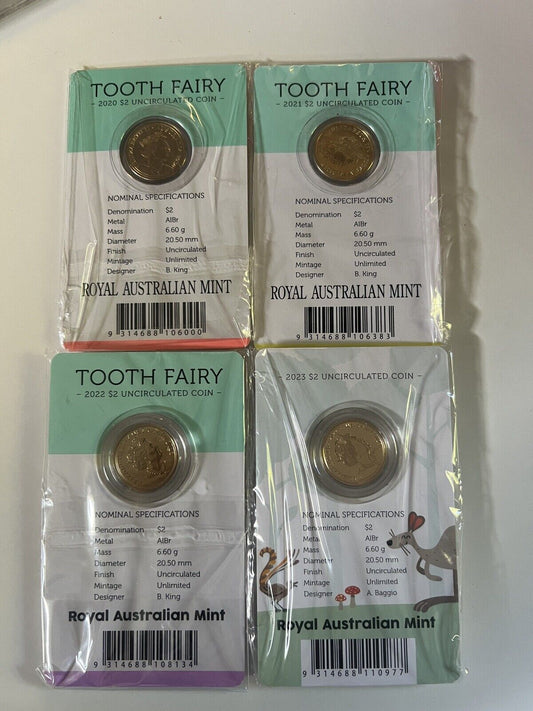 TOOTH FAIRY
- 2020 $2 UNCIRCULATED COIN -
NOMINAL SPECIFICATIONS
Denomination $2
Metal AlBr
Mass 6.60 g
Diameter 20.50 mm
Finish Uncirculated
Mintage Unlimited
Designer B. King
ROYAL AUSTRALIAN MINT
9 314688 106000
TOOTH FAIRY
- 2021 $2 UNCIRCULATED COIN -
NOMINAL SPECIFICATIONS
Denomination $2
Metal AlBr
Mass 6.60 g
Diameter 20.50 mm
Finish Uncirculated
Mintage Unlimited
Designer B. King
ROYAL AUSTRALIAN MINT
9 314688 106383
TOOTH FAIRY
- 2022 $2 UNCIRCULATED COIN -
NOMINAL SPECIFICATIONS
Denomination $2
Metal AlBr
Mass 6.60 g
Diameter 20.50 mm
Finish Uncirculated
Mintage Unlimited
Designer B. King
Royal Australian Mint
9 314688 108134
- 2023 $2 UNCIRCULATED COIN -
NOMINAL SPECIFICATIONS
Denomination $2
Metal AlBr
Mass 6.60 g
Diameter 20.50 mm
Finish Uncirculated
Mintage Unlimited
Designer A. Baggio
Royal Australian Mint
9 314688 110977